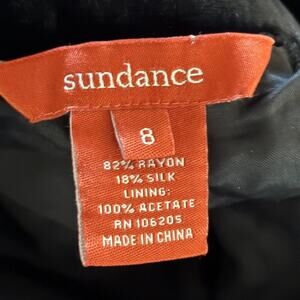 sundance
8
82% RAYON
18% SILK
LINING:
100% ACETATE
RN 106205
MADE IN CHINA